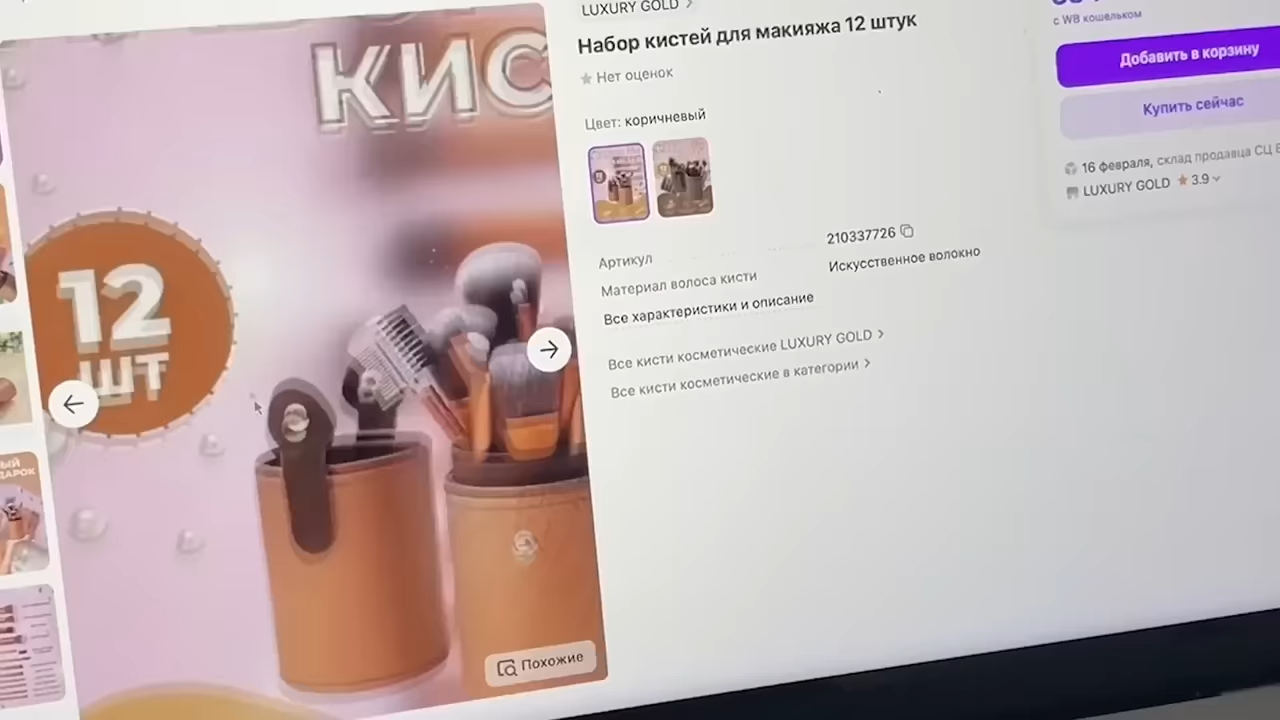 LUXURY GOLD
Набор кистей для макияжа 12 штук
Нет оценок
Цвет: коричневый
Артикул
210337726
Материал волоса кисти
Искусственное волокно
Все характеристики и описание
Все кисти косметические LUXURY GOLD
Все кисти косметические в категории
с WB кошельком
Добавить в корзину
Купить сейчас
16 февраля, склад продавца СЦ
LUXURY GOLD 3.9
КИС
12
ШТ
Похожие